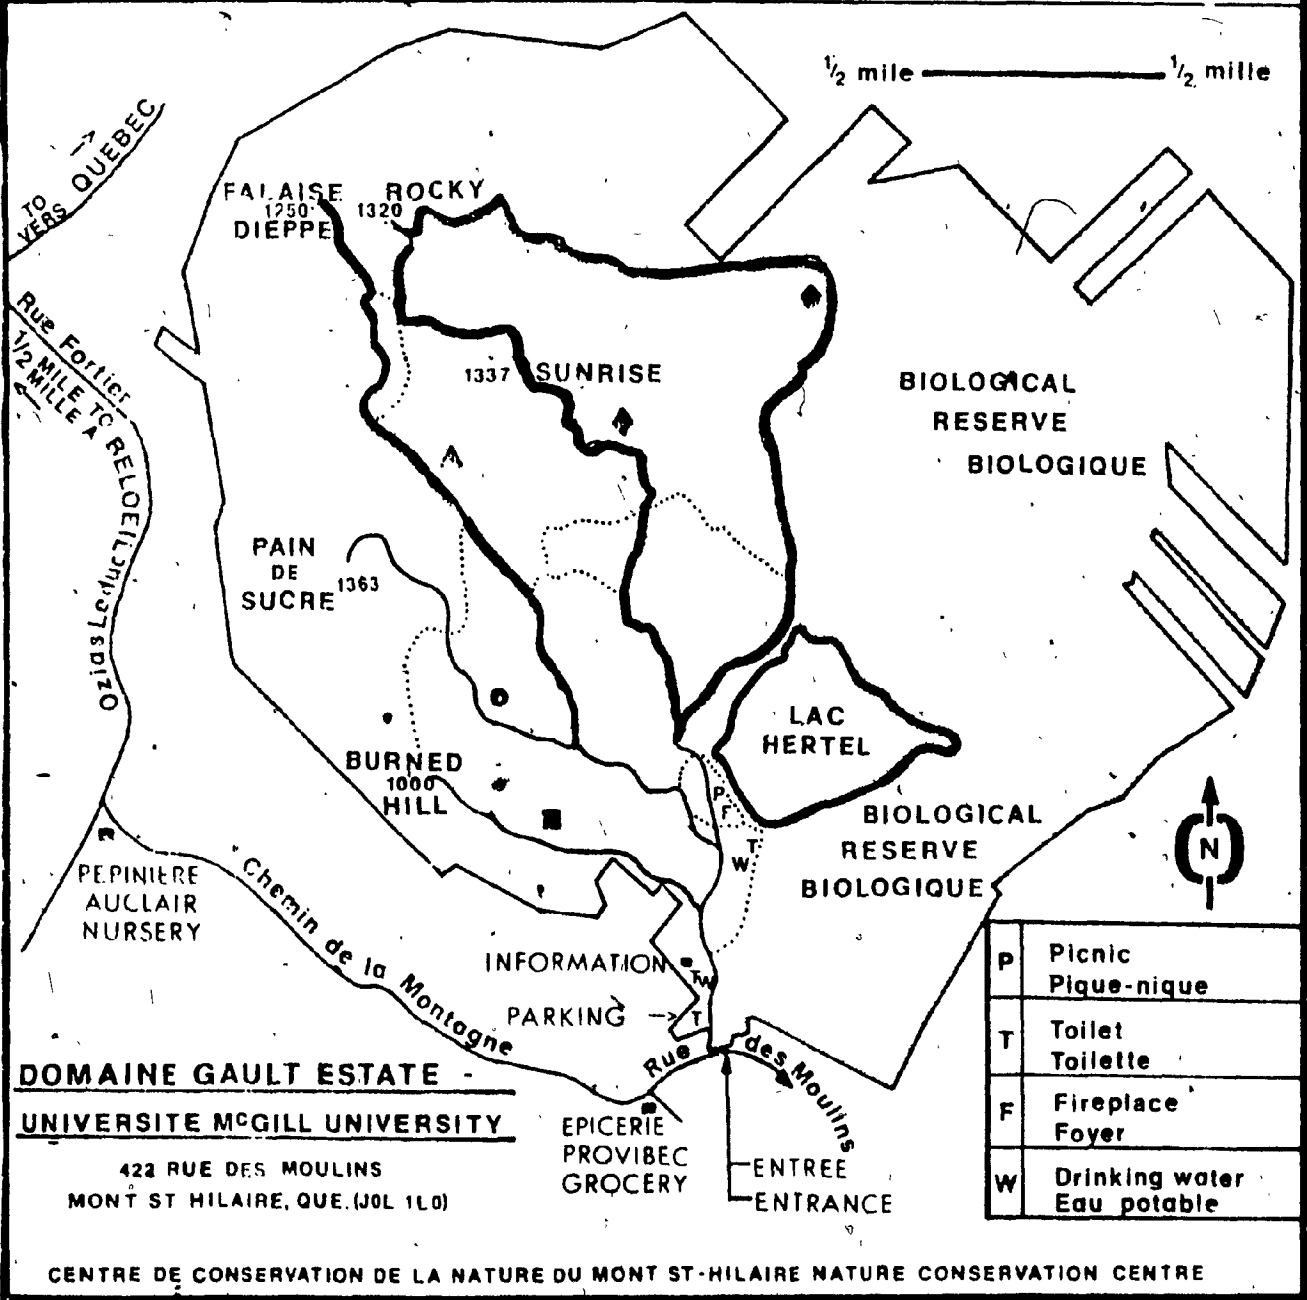 1/2 mile
1/2 mille
TO
VERS QUEBEC
FALAISE
1250
DIEPPE
ROCKY
1320
Rue Fortier
1/2 MILE TO
1/2 MILLE A BELOEIL
1337 SUNRISE
BIOLOGICAL
RESERVE
BIOLOGIQUE
PAIN
DE
SUCRE 1363
Ozias Leduc
LAC
HERTEL
BURNED
1000
HILL
P
F
T
W
BIOLOGICAL
RESERVE
BIOLOGIQUE
N
PEPINIÈRE
AUCLAIR
NURSERY
Chemin de la Montagne
INFORMATION
TW
PARKING
T
Rue des Moulins
P Picnic
Pique-nique
T Toilet
Toilette
F Fireplace
Foyer
W Drinking water
Eau potable
DOMAINE GAULT ESTATE
UNIVERSITE McGILL UNIVERSITY
422 RUE DES MOULINS
MONT ST HILAIRE, QUE. (J0L 1L0)
EPICERIE
PROVIBEC
GROCERY
ENTREE
ENTRANCE
CENTRE DE CONSERVATION DE LA NATURE DU MONT ST-HILAIRE NATURE CONSERVATION CENTRE